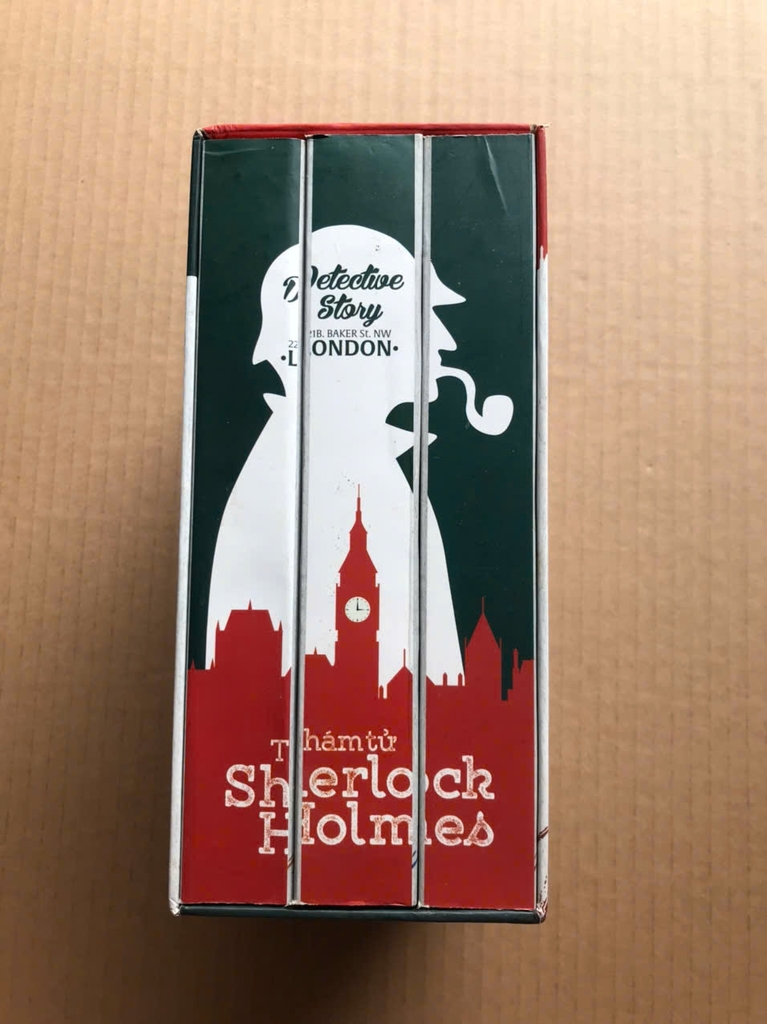 Detective
Story
221B. BAKER St. NW
•LONDON•
Thám tử
Sherlock
Holmes